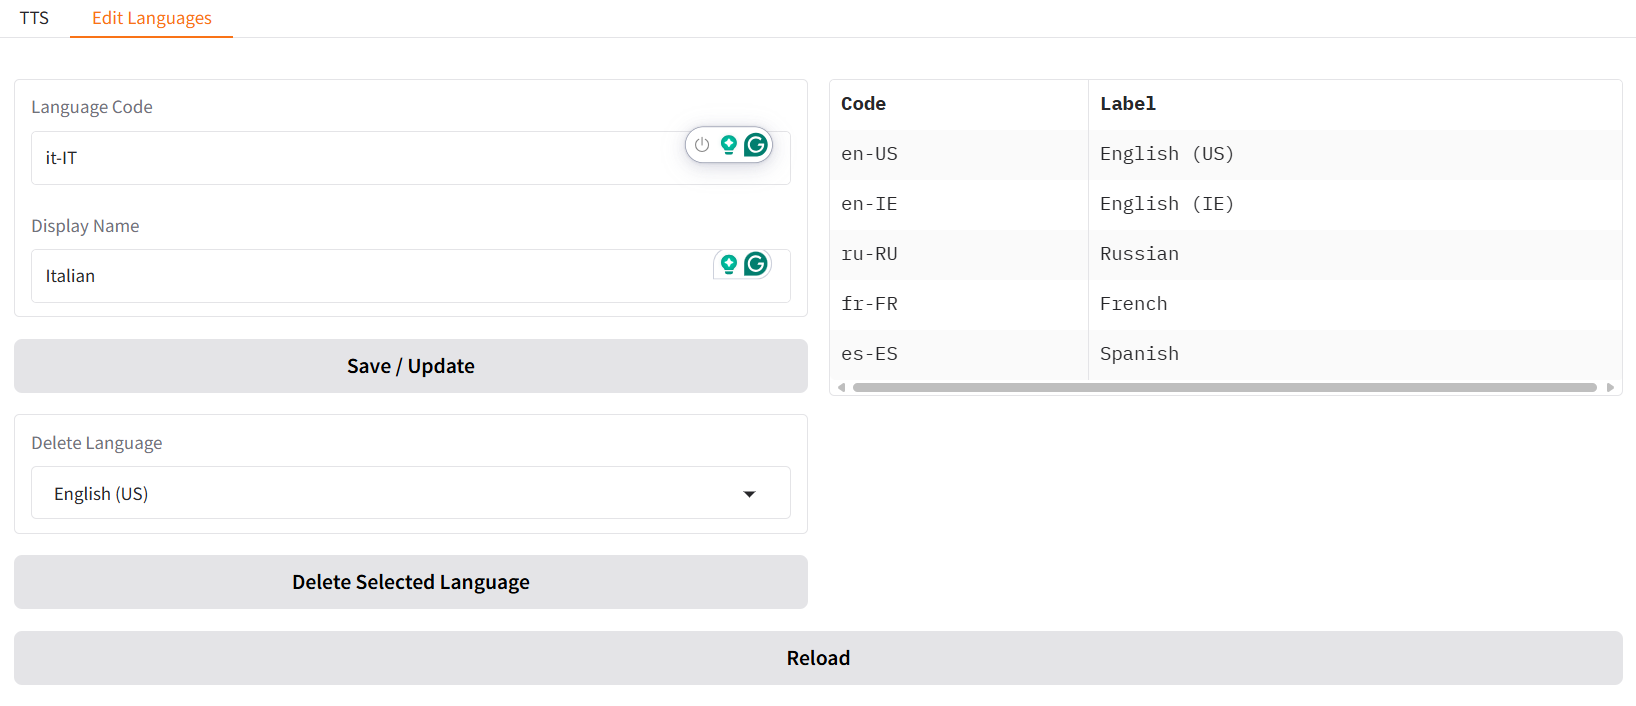 TTS
Edit Languages
Language Code
it-IT
Display Name
Italian
Save / Update
Delete Language
English (US)
Delete Selected Language
Code Label
en-US English (US)
en-IE English (IE)
ru-RU Russian
fr-FR French
es-ES Spanish
Reload